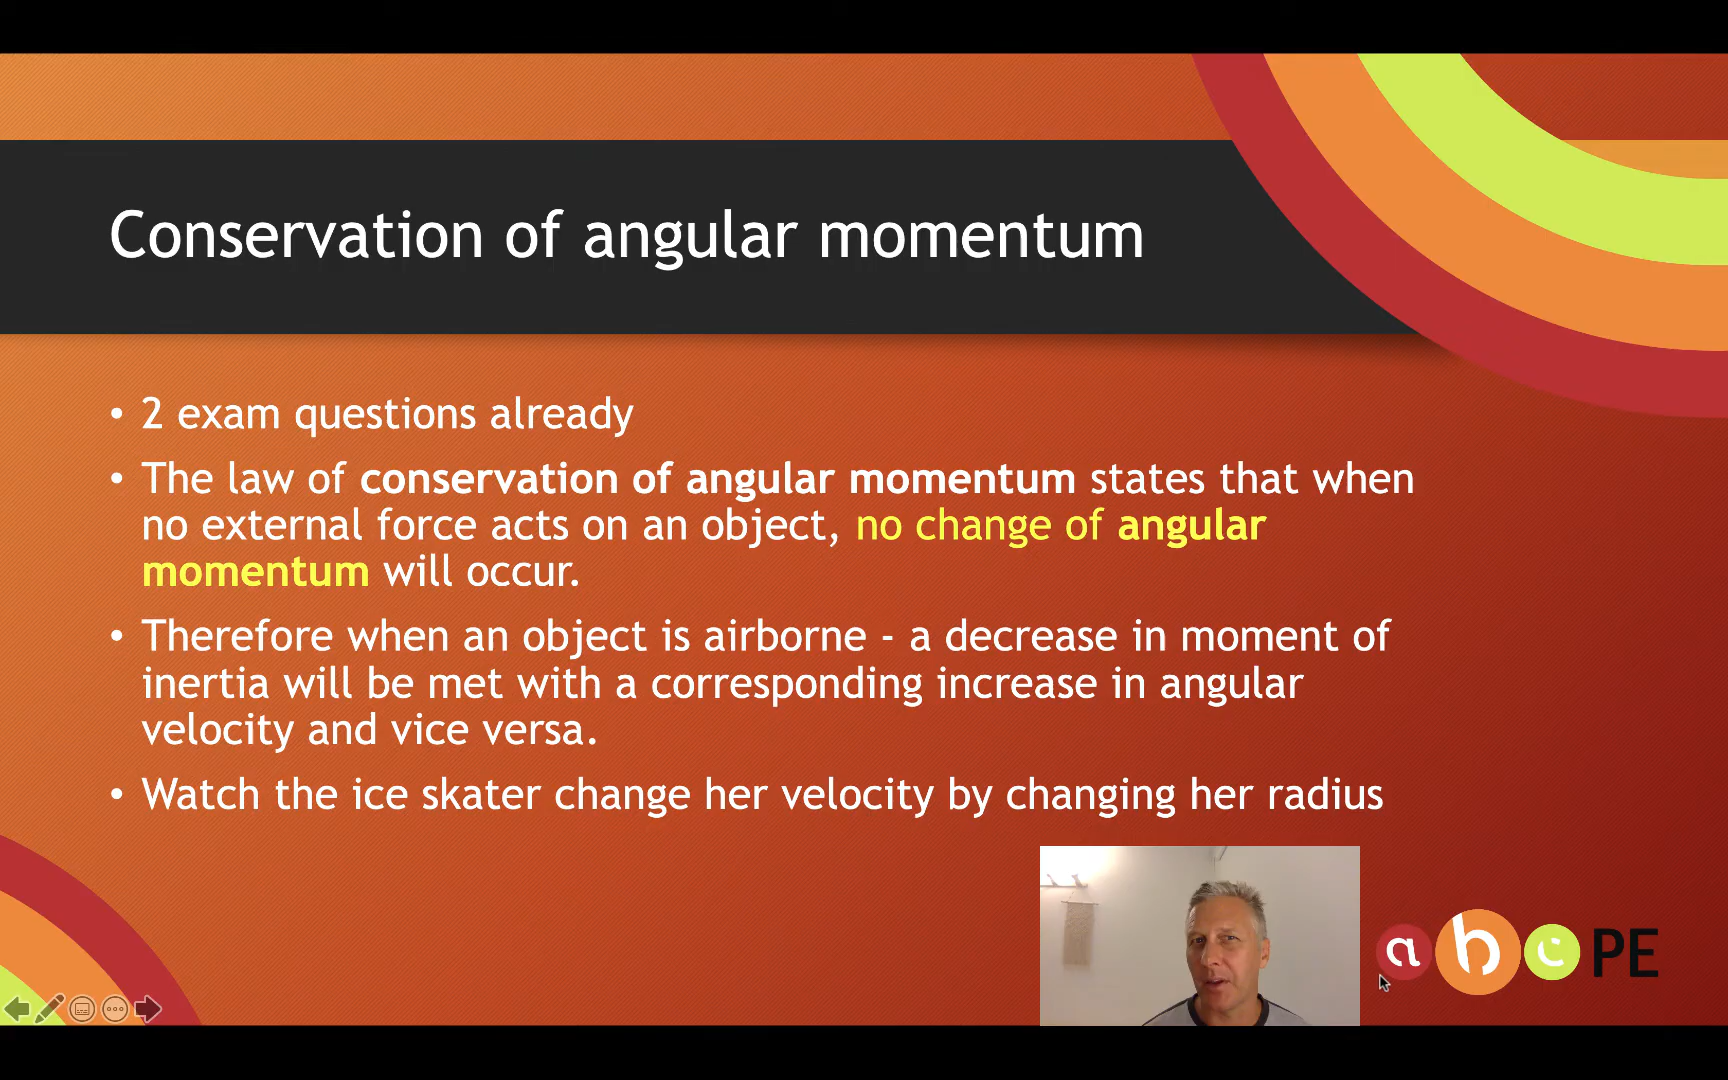 Conservation of angular momentum
• 2 exam questions already
• The law of conservation of angular momentum states that when
no external force acts on an object, no change of angular
momentum will occur.
• Therefore when an object is airborne - a decrease in moment of
inertia will be met with a corresponding increase in angular
velocity and vice versa.
• Watch the ice skater change her velocity by changing her radius
a b c PE